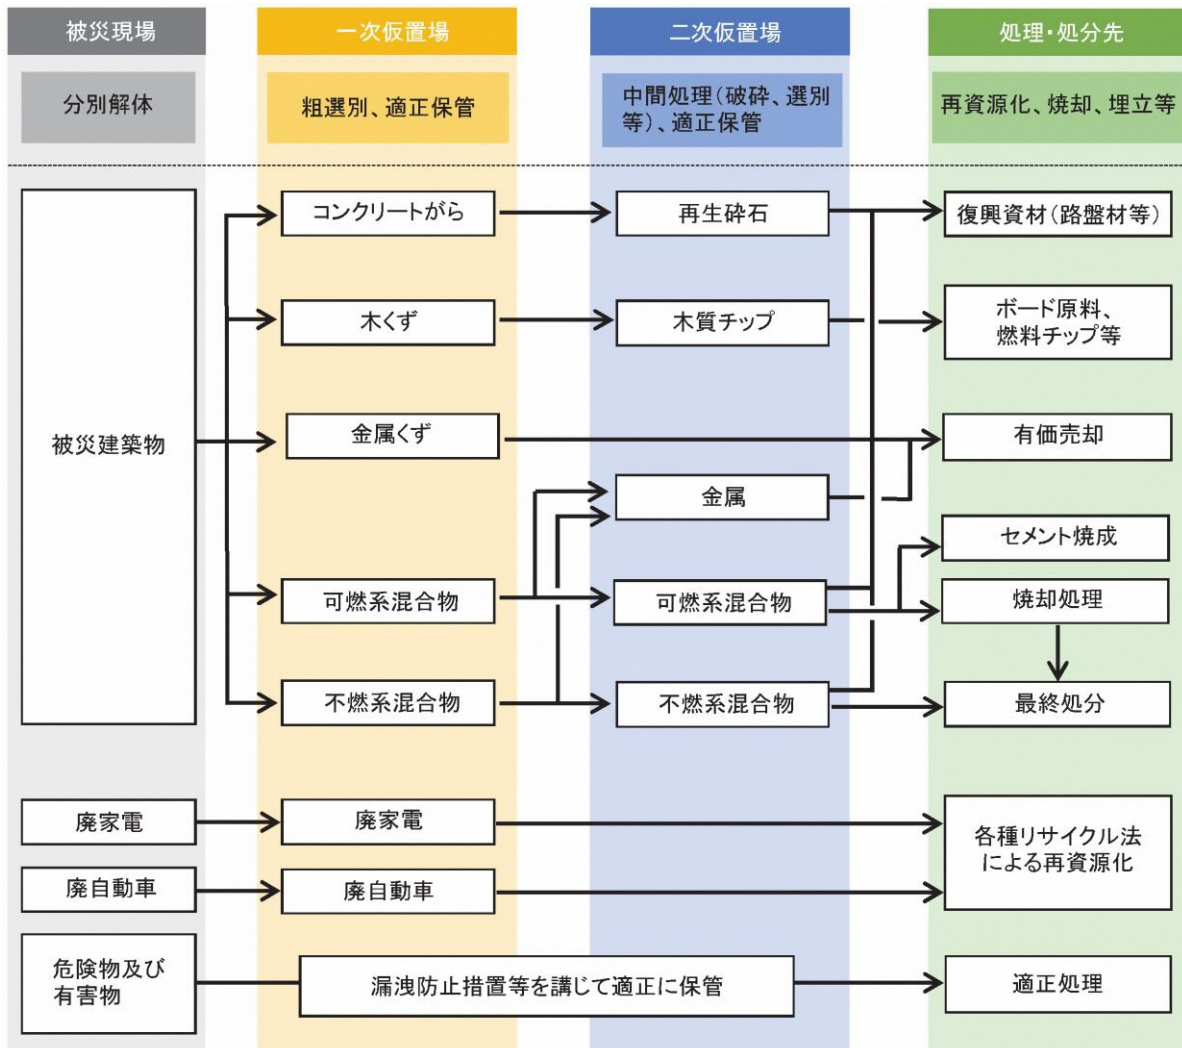 被災現場
一次仮置場
二次仮置場
処理・処分先
分別解体
粗選別、適正保管
中間処理(破砕、選別
等)、適正保管
再資源化、焼却、埋立等
被災建築物
コンクリートがら
再生砕石
復興資材(路盤材等)
木くず
木質チップ
ボード原料、
燃料チップ等
金属くず
有価売却
金属
セメント焼成
可燃系混合物
可燃系混合物
焼却処理
不燃系混合物
不燃系混合物
最終処分
廃家電
廃家電
各種リサイクル法
による再資源化
廃自動車
廃自動車
危険物及び
有害物
漏洩防止措置等を講じて適正に保管
適正処理